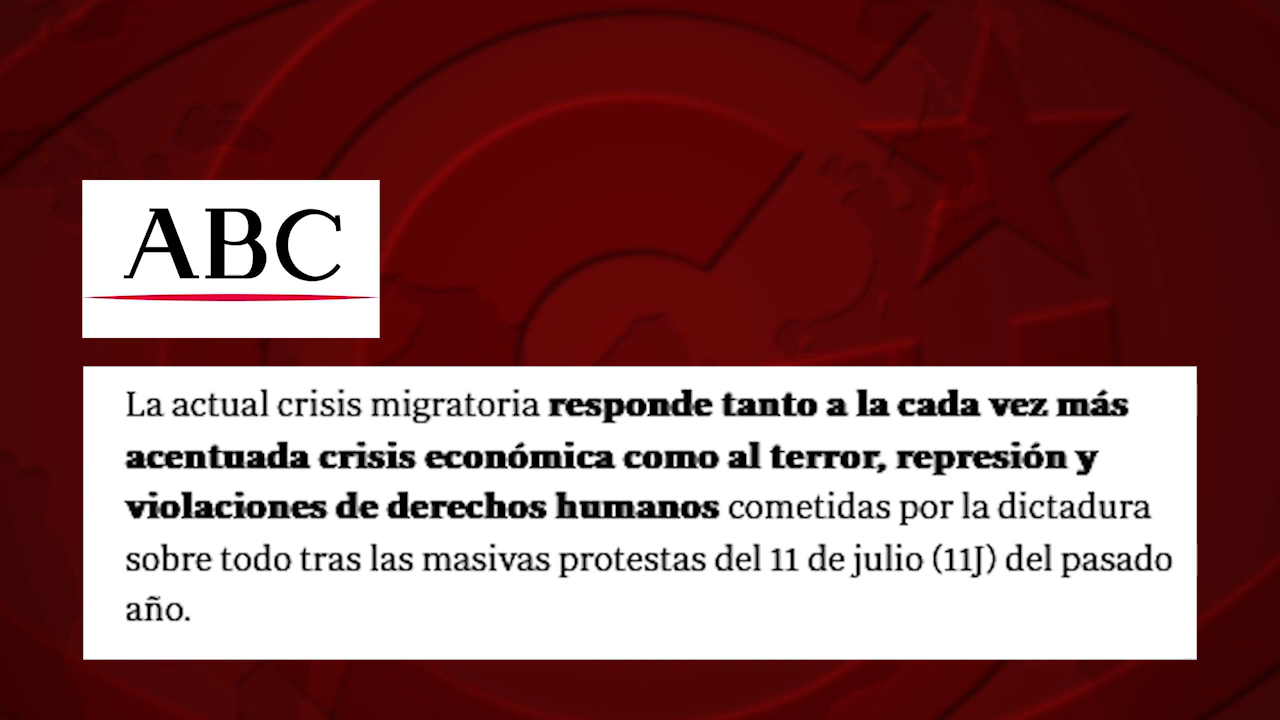 ABC
La actual crisis migratoria responde tanto a la cada vez más
acentuada crisis económica como al terror, represión y
violaciones de derechos humanos cometidas por la dictadura
sobre todo tras las masivas protestas del 11 de julio (11J) del pasado
año.